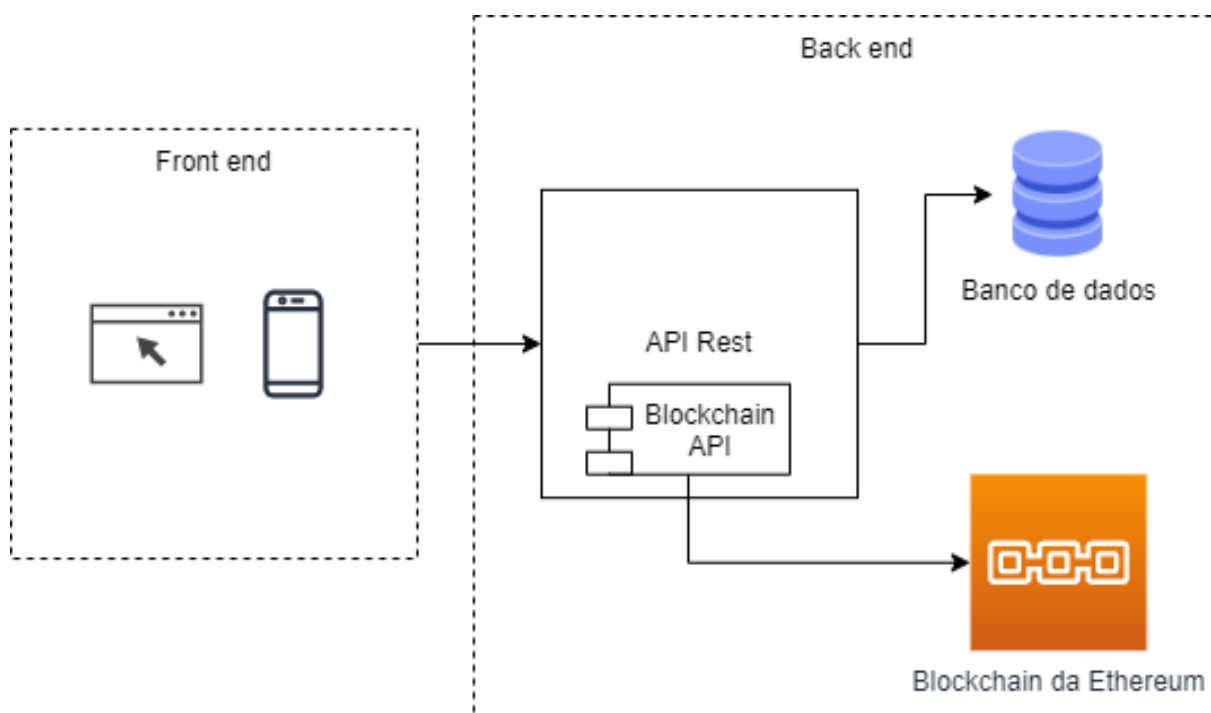 Back end
Front end
Banco de dados
API Rest
Blockchain
API
Blockchain da Ethereum